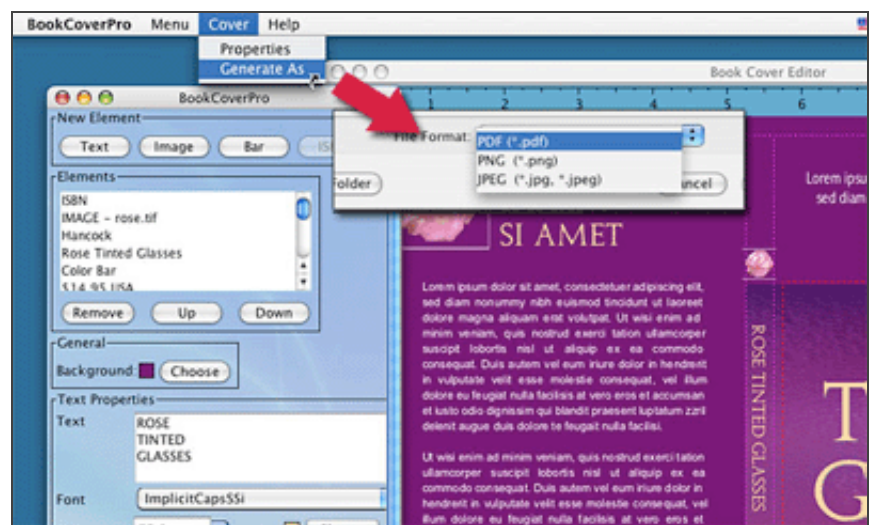 BookCoverPro Menu Cover Help
Properties
Generate As
Book Cover Editor
BookCoverPro
1 2 3 4 5 6
New Element
Text Image Bar
File Format:
PDF (*.pdf)
PNG (*.png)
JPEG (*.jpg, *.jpeg)
Elements
ISBN
IMAGE – rose.tif
Hancock
Rose Tinted Glasses
Color Bar
$14.95 USA
Remove Up Down
General
Background: Choose
Text Properties
Text
ROSE
TINTED
GLASSES
Font ImplicitCapsSSi
SI AMET
Lorem ipsum dolor sit amet, consectetuer adipiscing elit,
sed diam nonummy nibh euismod tincidunt ut laoreet
dolore magna aliquam erat volutpat. Ut wisi enim ad
minim veniam, quis nostrud exerci tation ullamcorper
suscipit lobortis nisl ut aliquip ex ea commodo
consequat. Duis autem vel eum iriure dolor in hendrerit
in vulputate velit esse molestie consequat, vel illum
dolore eu feugiat nulla facilisis at vero eros et accumsan
et iusto odio dignissim qui blandit praesent luptatum zzril
delenit augue duis dolore te feugait nulla facilisi.
Ut wisi enim ad minim veniam, quis nostrud exerci tation
ullamcorper suscipit lobortis nisl ut aliquip ex ea
commodo consequat. Duis autem vel eum iriure dolor in
hendrerit in vulputate velit esse molestie consequat, vel
illum dolore eu feugiat nulla facilisis at vero eros et
ROSE TINTED GLASSES
Lorem ipsu
sed diam
T
G